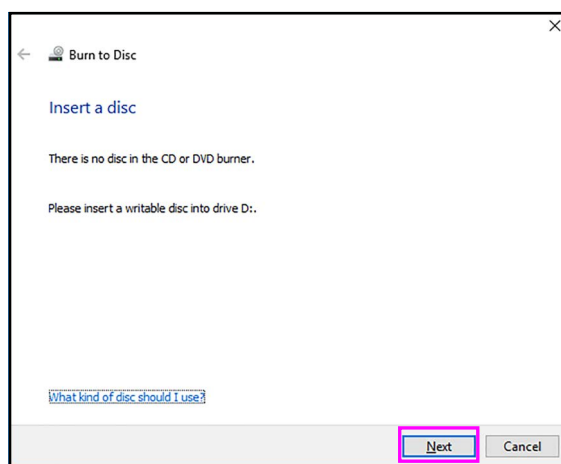 Burn to Disc
Insert a disc
There is no disc in the CD or DVD burner.
Please insert a writable disc into drive D:.
What kind of disc should I use?
Next
Cancel